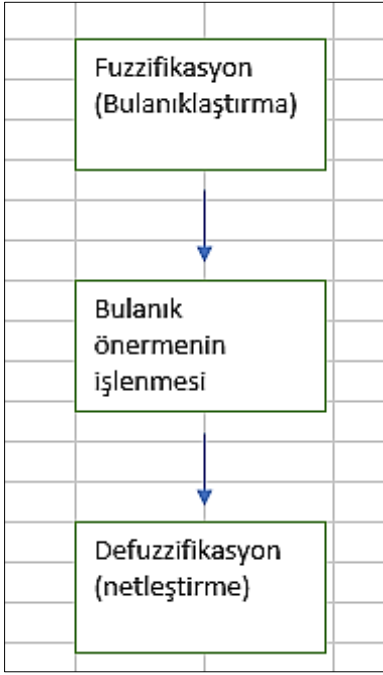 Fuzzifikasyon
(Bulanıklaştırma)
Bulanık
önermenin
işlenmesi
Defuzzifikasyon
(netleştirme)